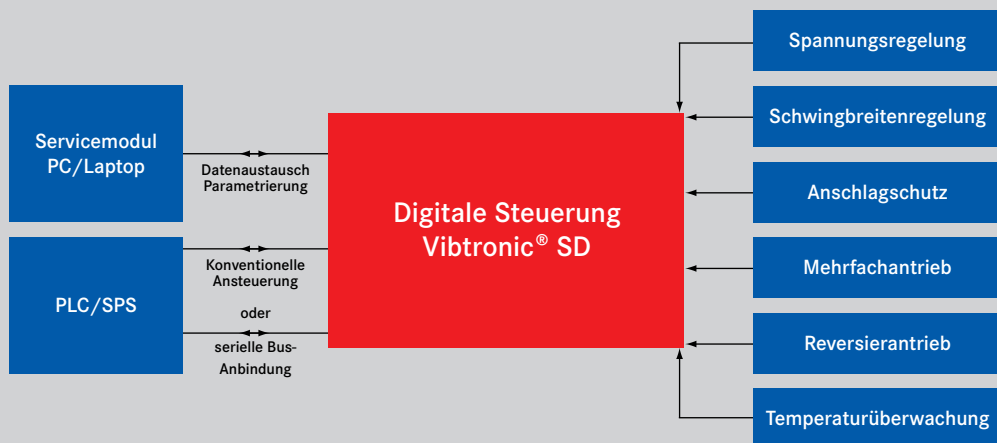 Servicemodul
PC/Laptop
Datenaustausch
Parametrierung
PLC/SPS
Konventionelle
Ansteuerung
oder
serielle Bus-
Anbindung
Digitale Steuerung
Vibtronic® SD
Spannungsregelung
Schwingbreitenregelung
Anschlagschutz
Mehrfachantrieb
Reversierantrieb
Temperaturüberwachung